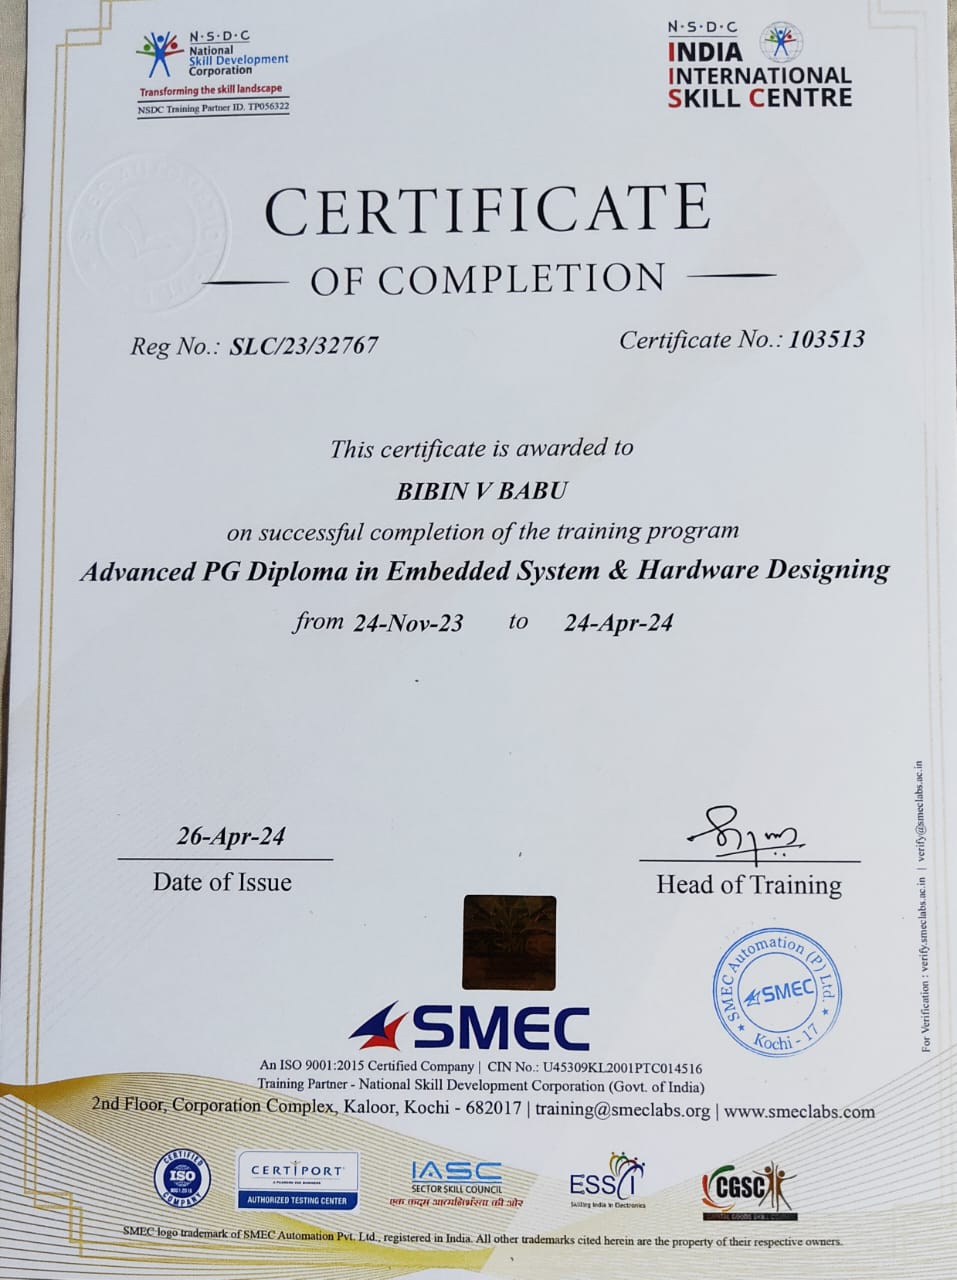 N·S·D·C
National
Skill Development
Corporation
Transforming the skill landscape
NSDC Training Partner ID. TP056322
N·S·D·C
INDIA
INTERNATIONAL
SKILL CENTRE
CERTIFICATE
OF COMPLETION
Reg No.: SLC/23/32767
Certificate No.: 103513
This certificate is awarded to
BIBIN V BABU
on successful completion of the training program
Advanced PG Diploma in Embedded System & Hardware Designing
from 24-Nov-23 to 24-Apr-24
26-Apr-24
Date of Issue
Head of Training
SMEC
SMEC Automation (P) Ltd.
SMEC
Kochi - 17
For Verification : verify.smeclabs.ac.in | verify@smeclabs.ac.in
SMEC
An ISO 9001:2015 Certified Company | CIN No.: U45309KL2001PTC014516
Training Partner - National Skill Development Corporation (Govt. of India)
2nd Floor, Corporation Complex, Kaloor, Kochi - 682017 | training@smeclabs.org | www.smeclabs.com
CERTIFIED
ISO
COMPANY
CERTIPORT
AUTHORIZED TESTING CENTER
IASC
SECTOR SKILL COUNCIL
एक कदम आत्मनिर्भरता की ओर
ESSCI
Skilling India in Electronics
CGSC
SMEC logo trademark of SMEC Automation Pvt. Ltd., registered in India. All other trademarks cited herein are the property of their respective owners.